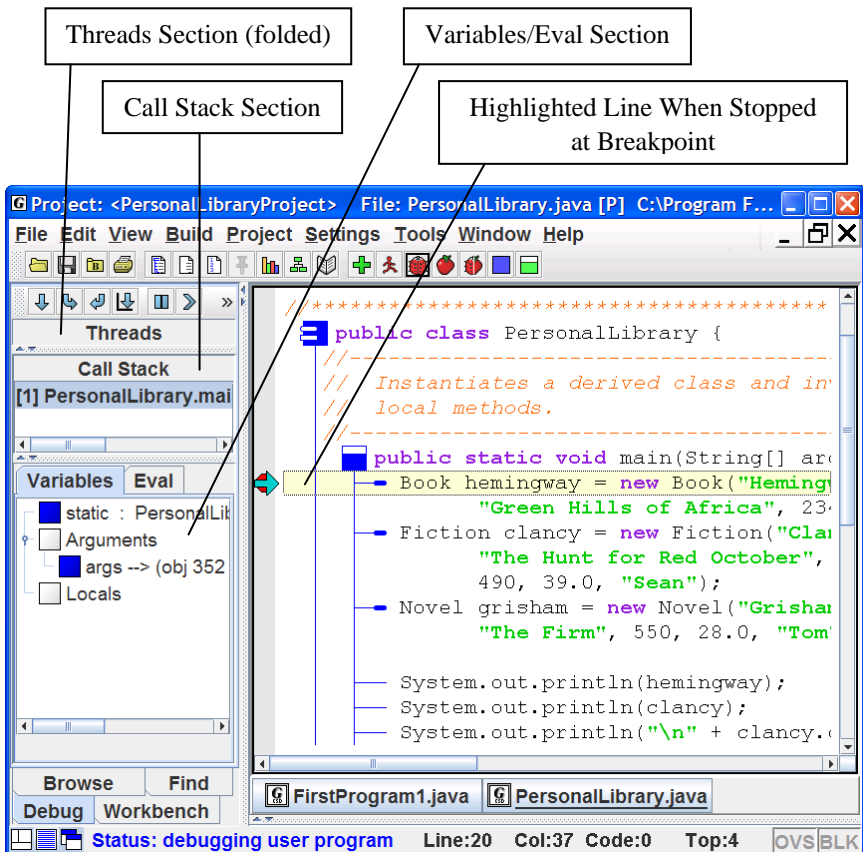 Threads Section (folded)
Variables/Eval Section
Call Stack Section
Highlighted Line When Stopped
at Breakpoint
Project: <PersonalLibraryProject> File: PersonalLibrary.java [P] C:\Program F...
File Edit View Build Project Settings Tools Window Help
Threads
Call Stack
[1] PersonalLibrary.mai
Variables Eval
static : PersonalLib
Arguments
args --> (obj 352
Locals
//******************************************
public class PersonalLibrary {
//--------------------------------------
// Instantiates a derived class and in
// local methods.
//--------------------------------------
public static void main(String[] arg
Book hemingway = new Book("Hemingw
"Green Hills of Africa", 234
Fiction clancy = new Fiction("Clan
"The Hunt for Red October",
490, 39.0, "Sean");
Novel grisham = new Novel("Grisham
"The Firm", 550, 28.0, "Tom"
System.out.println(hemingway);
System.out.println(clancy);
System.out.println("\n" + clancy.
Browse Find
Debug Workbench
FirstProgram1.java PersonalLibrary.java
Status: debugging user program Line:20 Col:37 Code:0 Top:4 OVS BLK